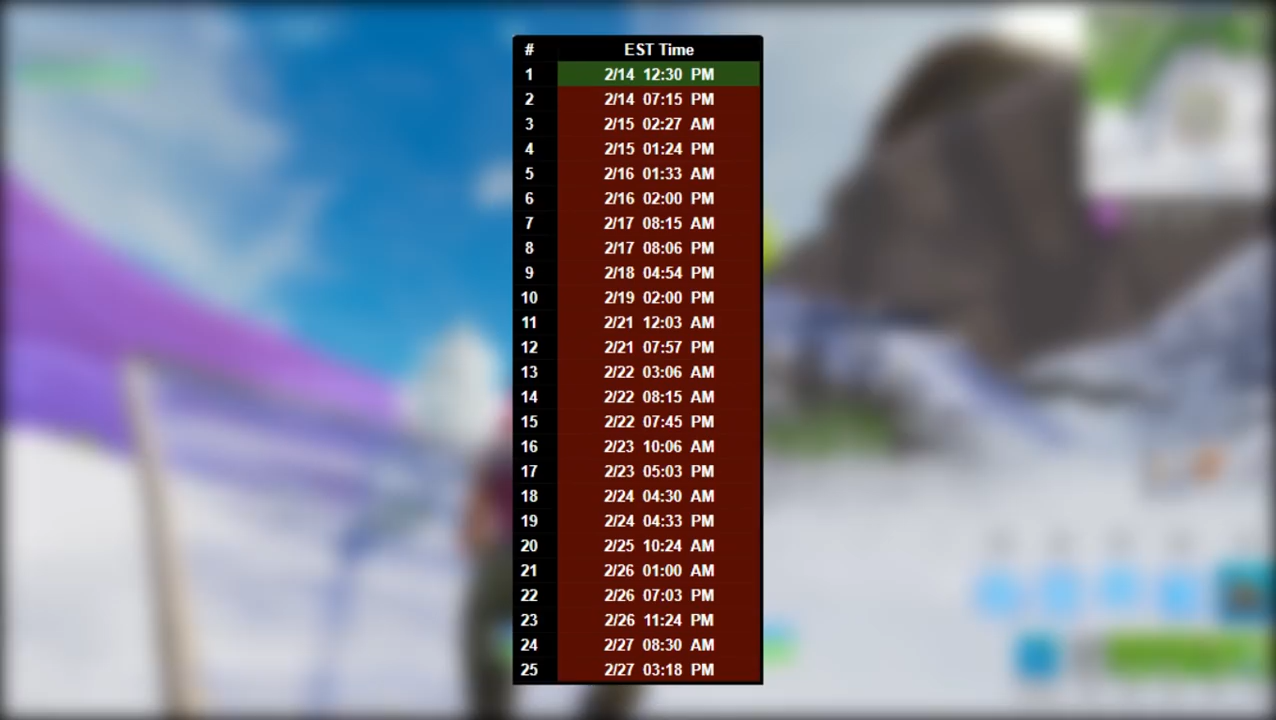 # EST Time
1 2/14 12:30 PM
2 2/14 07:15 PM
3 2/15 02:27 AM
4 2/15 01:24 PM
5 2/16 01:33 AM
6 2/16 02:00 PM
7 2/17 08:15 AM
8 2/17 08:06 PM
9 2/18 04:54 PM
10 2/19 02:00 PM
11 2/21 12:03 AM
12 2/21 07:57 PM
13 2/22 03:06 AM
14 2/22 08:15 AM
15 2/22 07:45 PM
16 2/23 10:06 AM
17 2/23 05:03 PM
18 2/24 04:30 AM
19 2/24 04:33 PM
20 2/25 10:24 AM
21 2/26 01:00 AM
22 2/26 07:03 PM
23 2/26 11:24 PM
24 2/27 08:30 AM
25 2/27 03:18 PM